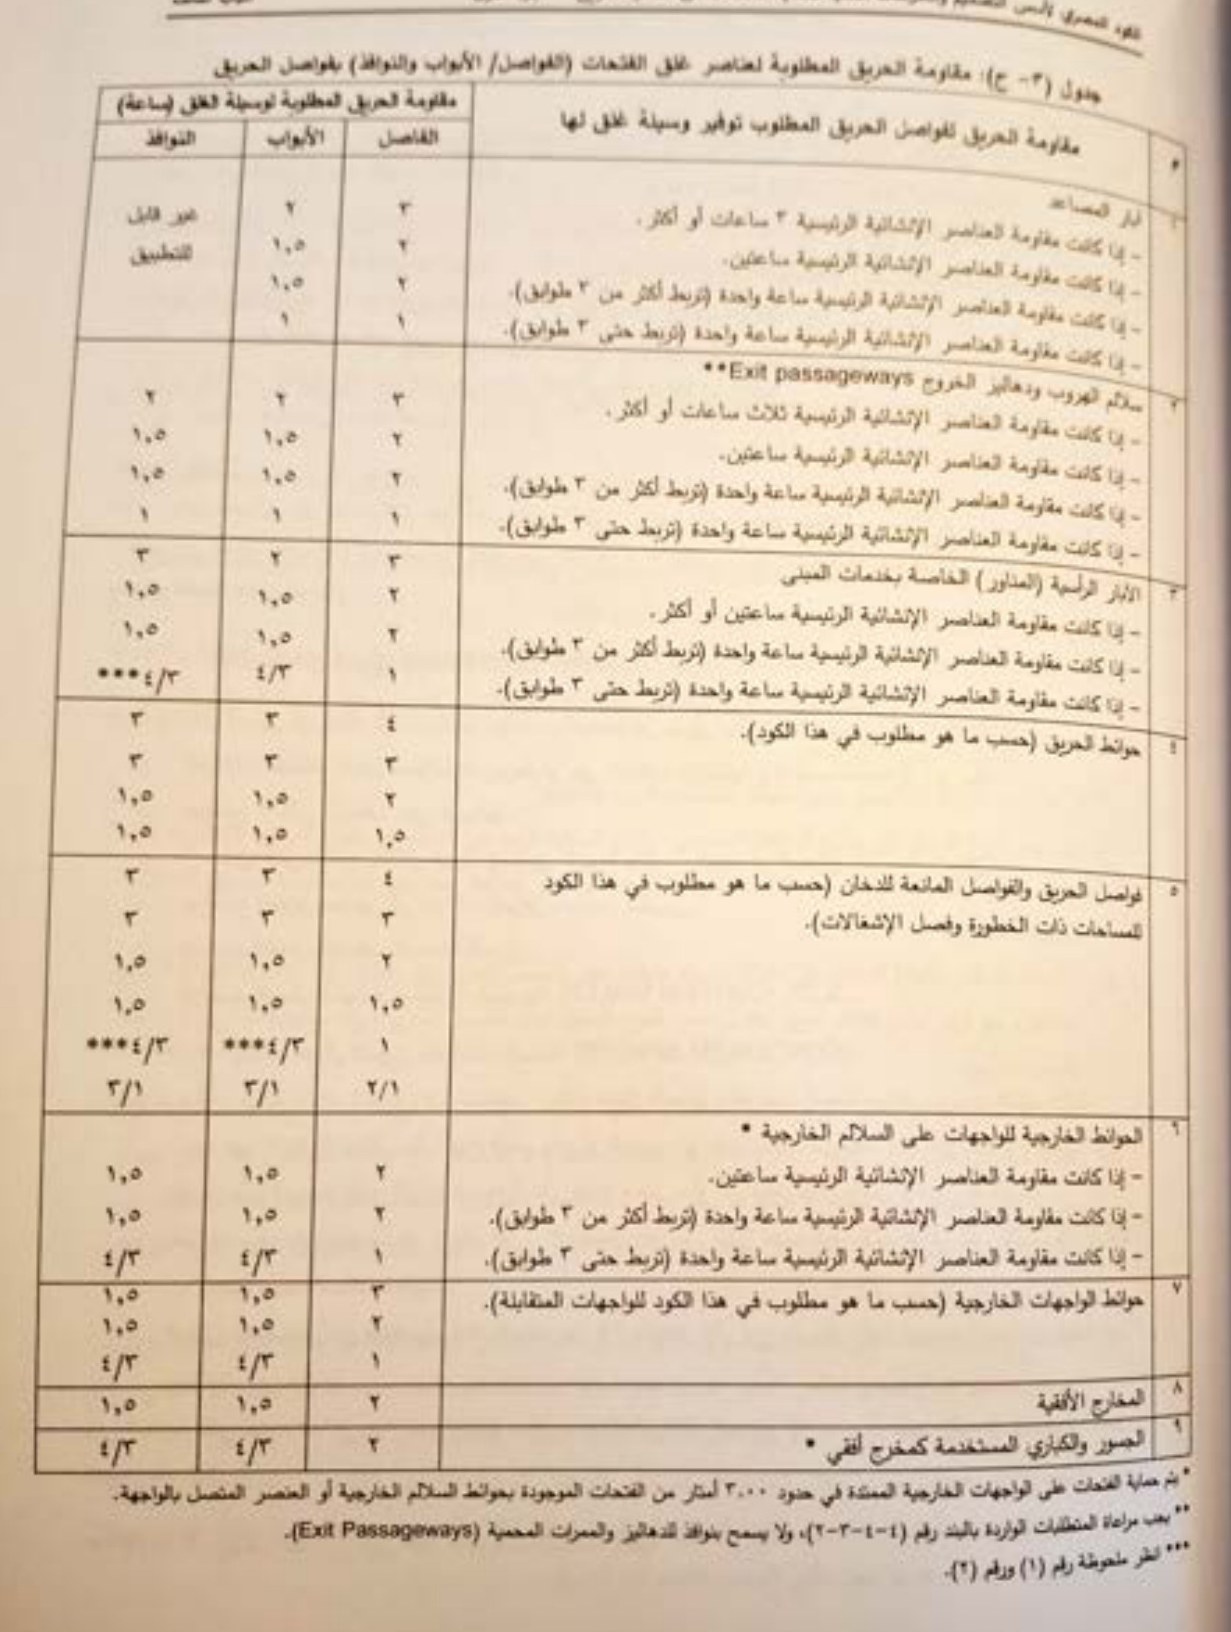 الكود المصري لأسس التصميم
جدول (٣- ح): مقاومة الحريق المطلوبة لعناصر غلق الفتحات (الفواصل/ الأبواب والنوافذ) بفواصل الحريق
م مقاومة الحريق لفواصل الحريق المطلوب توفير وسيلة غلق لها مقاومة الحريق المطلوبة لوسيلة الغلق (ساعة)
الفاصل الأبواب النوافذ
١ آبار المصاعد
- إذا كانت مقاومة العناصر الإنشائية الرئيسية ٣ ساعات أو أكثر. ٣ ٢ غير قابل
- إذا كانت مقاومة العناصر الإنشائية الرئيسية ساعتين. ٢ ١,٥ للتطبيق
- إذا كانت مقاومة العناصر الإنشائية الرئيسية ساعة واحدة (تربط أكثر من ٣ طوابق). ٢ ١,٥
- إذا كانت مقاومة العناصر الإنشائية الرئيسية ساعة واحدة (تربط حتى ٣ طوابق). ١ ١
٢ سلالم الهروب ودهاليز الخروج Exit passageways**
- إذا كانت مقاومة العناصر الإنشائية الرئيسية ثلاث ساعات أو أكثر. ٣ ٢ ٢
- إذا كانت مقاومة العناصر الإنشائية الرئيسية ساعتين. ٢ ١,٥ ١,٥
- إذا كانت مقاومة العناصر الإنشائية الرئيسية ساعة واحدة (تربط أكثر من ٣ طوابق). ٢ ١,٥ ١,٥
- إذا كانت مقاومة العناصر الإنشائية الرئيسية ساعة واحدة (تربط حتى ٣ طوابق). ١ ١ ١
٣ الآبار الرأسية (المناور) الخاصة بخدمات المبنى ٣ ٢ ٣
- إذا كانت مقاومة العناصر الإنشائية الرئيسية ساعتين أو أكثر. ٢ ١,٥ ١,٥
- إذا كانت مقاومة العناصر الإنشائية الرئيسية ساعة واحدة (تربط أكثر من ٣ طوابق). ٢ ١,٥ ١,٥
- إذا كانت مقاومة العناصر الإنشائية الرئيسية ساعة واحدة (تربط حتى ٣ طوابق). ١ ٤/٣ ٤/٣***
٤ حوائط الحريق (حسب ما هو مطلوب في هذا الكود). ٤ ٣ ٣
٣ ٣ ٣
٢ ١,٥ ١,٥
١,٥ ١,٥ ١,٥
٥ فواصل الحريق والفواصل المانعة للدخان (حسب ما هو مطلوب في هذا الكود ٤ ٣ ٣
للمساحات ذات الخطورة وفصل الإشغالات). ٣ ٣ ٣
٢ ١,٥ ١,٥
١,٥ ١,٥ ١,٥
١ ٤/٣*** ٤/٣***
٢/١ ٣/١ ٣/١
٦ الحوائط الخارجية للواجهات على السلالم الخارجية *
- إذا كانت مقاومة العناصر الإنشائية الرئيسية ساعتين. ٢ ١,٥ ١,٥
- إذا كانت مقاومة العناصر الإنشائية الرئيسية ساعة واحدة (تربط أكثر من ٣ طوابق). ٢ ١,٥ ١,٥
- إذا كانت مقاومة العناصر الإنشائية الرئيسية ساعة واحدة (تربط حتى ٣ طوابق). ١ ٤/٣ ٤/٣
٧ حوائط الواجهات الخارجية (حسب ما هو مطلوب في هذا الكود للواجهات المتقابلة). ٣ ١,٥ ١,٥
٢ ١,٥ ١,٥
١ ٤/٣ ٤/٣
٨ المخارج الأفقية ٢ ١,٥ ١,٥
٩ الجسور والكباري المستخدمة كمخرج أفقي * ٢ ٤/٣ ٤/٣
* يتم حماية الفتحات على الواجهات الخارجية الممتدة في حدود ٣,٠٠ أمتار من الفتحات الموجودة بحوائط السلالم الخارجية أو العنصر المتصل بالواجهة.
** يجب مراعاة المتطلبات الواردة بالبند رقم (٤-٤-٣-٢)، ولا يسمح بنوافذ للدهاليز والممرات المحمية (Exit Passageways).
*** انظر ملحوظة رقم (١) ورقم (٢).